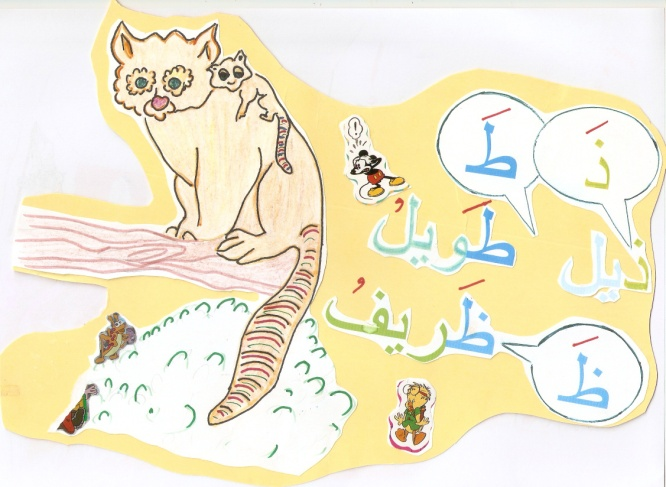 !
ذَ طَ
ذيل طَويلُ
ظَريفُ
ظَ